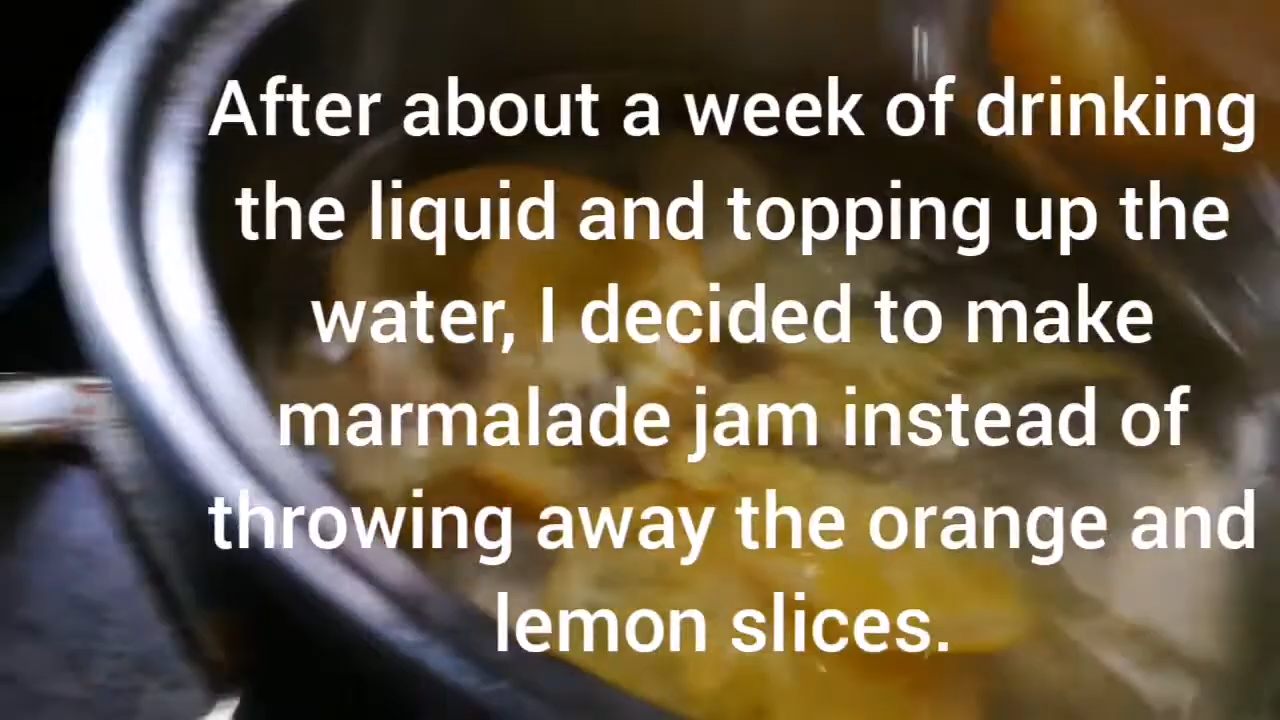 After about a week of drinking
the liquid and topping up the
water, I decided to make
marmalade jam instead of
throwing away the orange and
lemon slices.